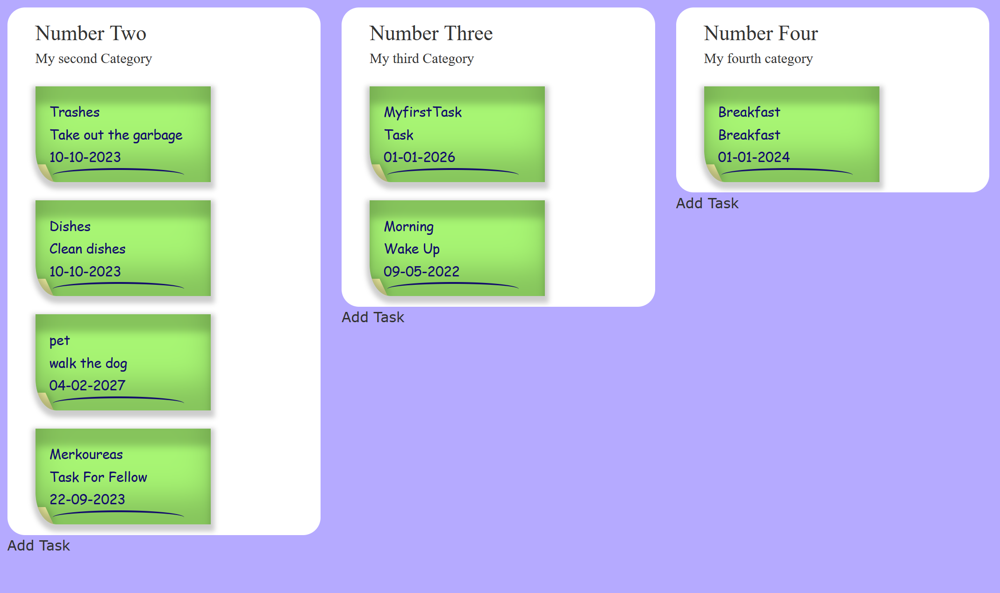 Number Two
My second Category
Trashes
Take out the garbage
10-10-2023
Dishes
Clean dishes
10-10-2023
pet
walk the dog
04-02-2027
Merkoureas
Task For Fellow
22-09-2023
Add Task
Number Three
My third Category
MyfirstTask
Task
01-01-2026
Morning
Wake Up
09-05-2022
Add Task
Number Four
My fourth category
Breakfast
Breakfast
01-01-2024
Add Task